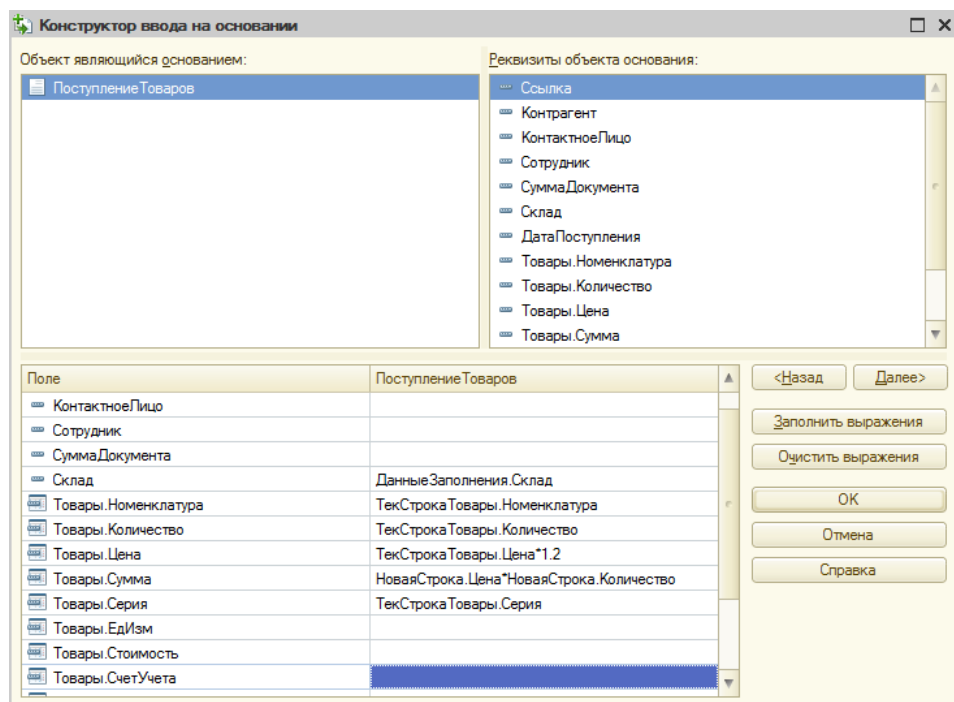 Конструктор ввода на основании
Объект являющийся основанием:
ПоступлениеТоваров
Реквизиты объекта основания:
Ссылка
Контрагент
КонтактноеЛицо
Сотрудник
СуммаДокумента
Склад
ДатаПоступления
Товары.Номенклатура
Товары.Количество
Товары.Цена
Товары.Сумма
Поле ПоступлениеТоваров
КонтактноеЛицо
Сотрудник
СуммаДокумента
Склад ДанныеЗаполнения.Склад
Товары.Номенклатура ТекСтрокаТовары.Номенклатура
Товары.Количество ТекСтрокаТовары.Количество
Товары.Цена ТекСтрокаТовары.Цена*1.2
Товары.Сумма НоваяСтрока.Цена*НоваяСтрока.Количество
Товары.Серия ТекСтрокаТовары.Серия
Товары.ЕдИзм
Товары.Стоимость
Товары.СчетУчета
<Назад Далее>
Заполнить выражения
Очистить выражения
OK
Отмена
Справка